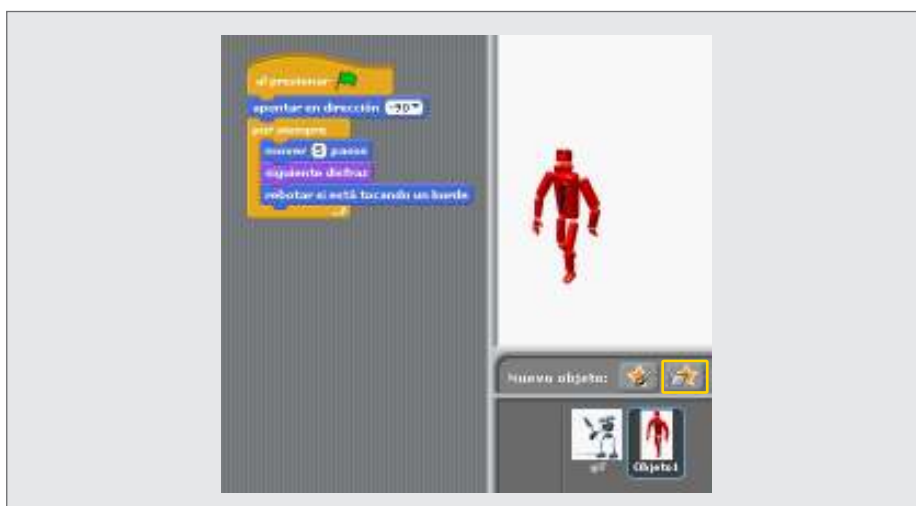 al presionar
apuntar en dirección -90
por siempre
mover 5 pasos
siguiente disfraz
rebotar si está tocando un borde
Nuevo objeto:
gif
Objeto1